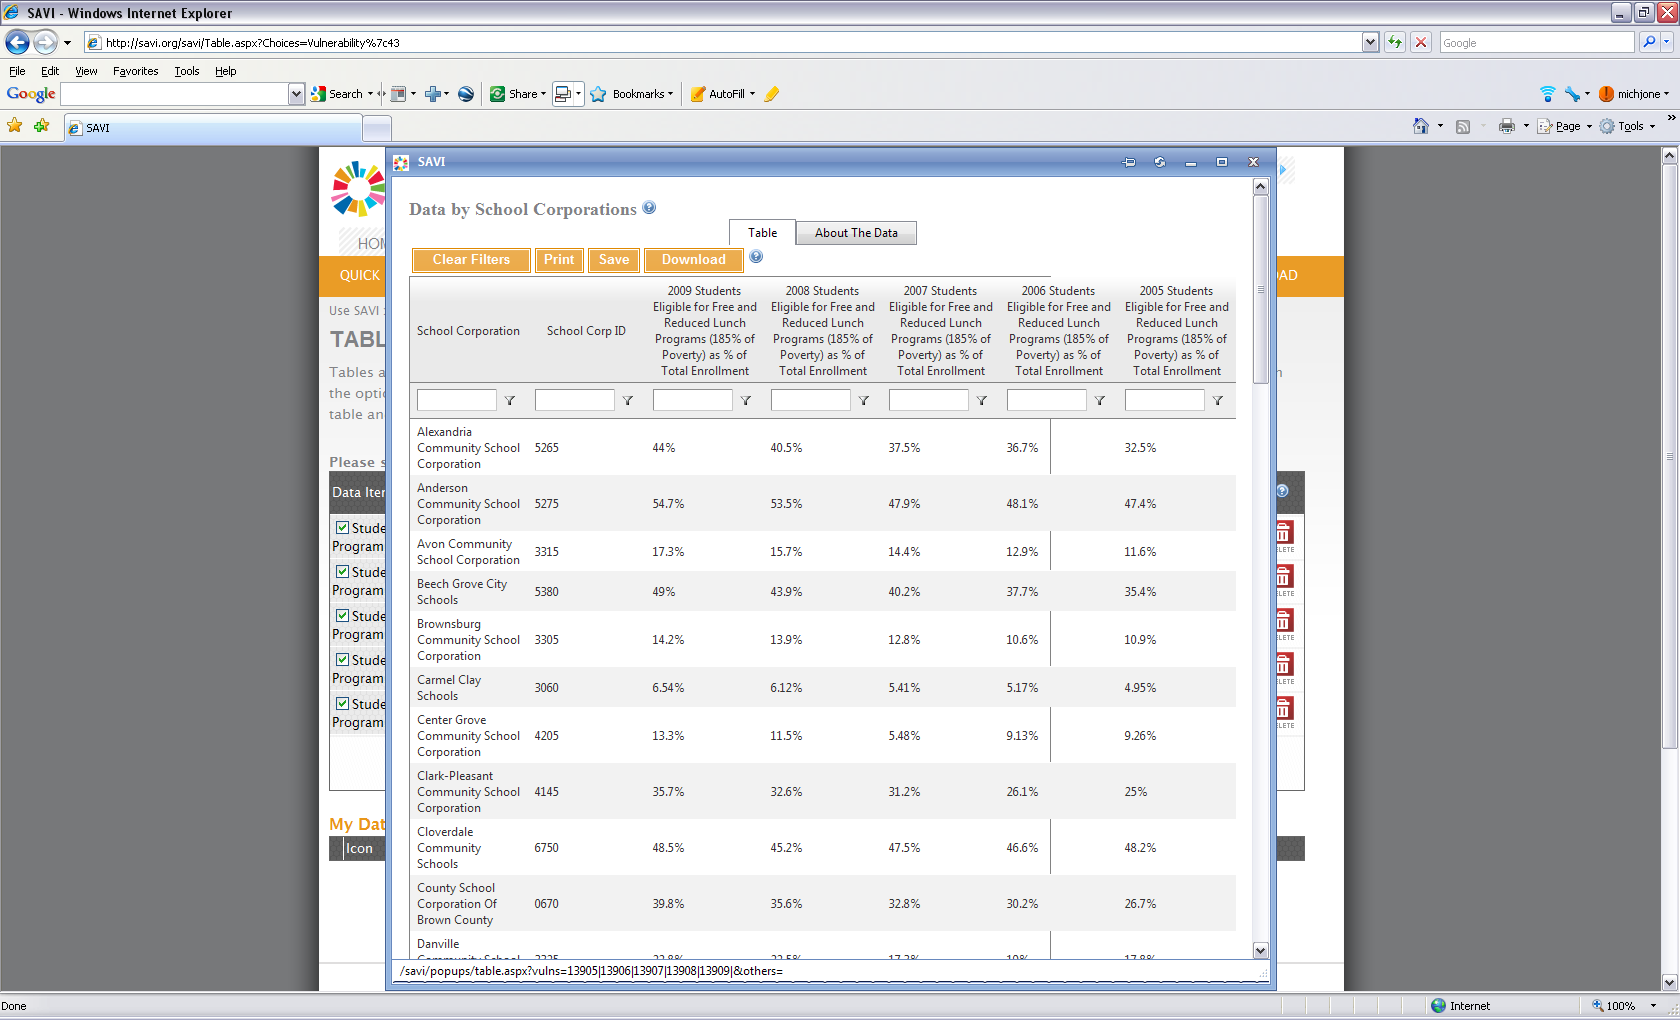 SAVI - Windows Internet Explorer
http://savi.org/savi/Table.aspx?Choices=Vulnerability%7c43
Google
File Edit View Favorites Tools Help
Google Search Share Bookmarks AutoFill michjone
SAVI Page Tools
SAVI
Data by School Corporations
Table About The Data
HOM
Clear Filters Print Save Download
QUICK AD
Use SAVI
TABL
Tables a
the optic
table an
Please s
Data Iter
Stude
Program
Stude
Program
Stude
Program
Stude
Program
Stude
Program
ELETE
ELETE
ELETE
ELETE
ELETE
My Dat
Icon
School Corporation School Corp ID
2009 Students
Eligible for Free and
Reduced Lunch
Programs (185% of
Poverty) as % of
Total Enrollment
2008 Students
Eligible for Free and
Reduced Lunch
Programs (185% of
Poverty) as % of
Total Enrollment
2007 Students
Eligible for Free and
Reduced Lunch
Programs (185% of
Poverty) as % of
Total Enrollment
2006 Students
Eligible for Free and
Reduced Lunch
Programs (185% of
Poverty) as % of
Total Enrollment
2005 Students
Eligible for Free and
Reduced Lunch
Programs (185% of
Poverty) as % of
Total Enrollment
Alexandria
Community School 5265 44% 40.5% 37.5% 36.7% 32.5%
Corporation
Anderson
Community School 5275 54.7% 53.5% 47.9% 48.1% 47.4%
Corporation
Avon Community
School Corporation 3315 17.3% 15.7% 14.4% 12.9% 11.6%
Beech Grove City
Schools 5380 49% 43.9% 40.2% 37.7% 35.4%
Brownsburg
Community School 3305 14.2% 13.9% 12.8% 10.6% 10.9%
Corporation
Carmel Clay
Schools 3060 6.54% 6.12% 5.41% 5.17% 4.95%
Center Grove
Community School 4205 13.3% 11.5% 5.48% 9.13% 9.26%
Corporation
Clark-Pleasant
Community School 4145 35.7% 32.6% 31.2% 26.1% 25%
Corporation
Cloverdale
Community 6750 48.5% 45.2% 47.5% 46.6% 48.2%
Schools
County School
Corporation Of 0670 39.8% 35.6% 32.8% 30.2% 26.7%
Brown County
Danville
/savi/popups/table.aspx?vulns=13905|13906|13907|13908|13909|&others=
Done Internet 100%